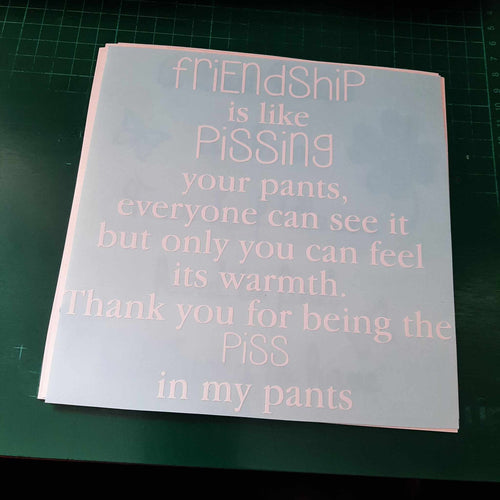 friENdShiP
is like
PiSSing
your pants,
everyone can see it
but only you can feel
its warmth.
Thank you for being the
PiSS
in my pants